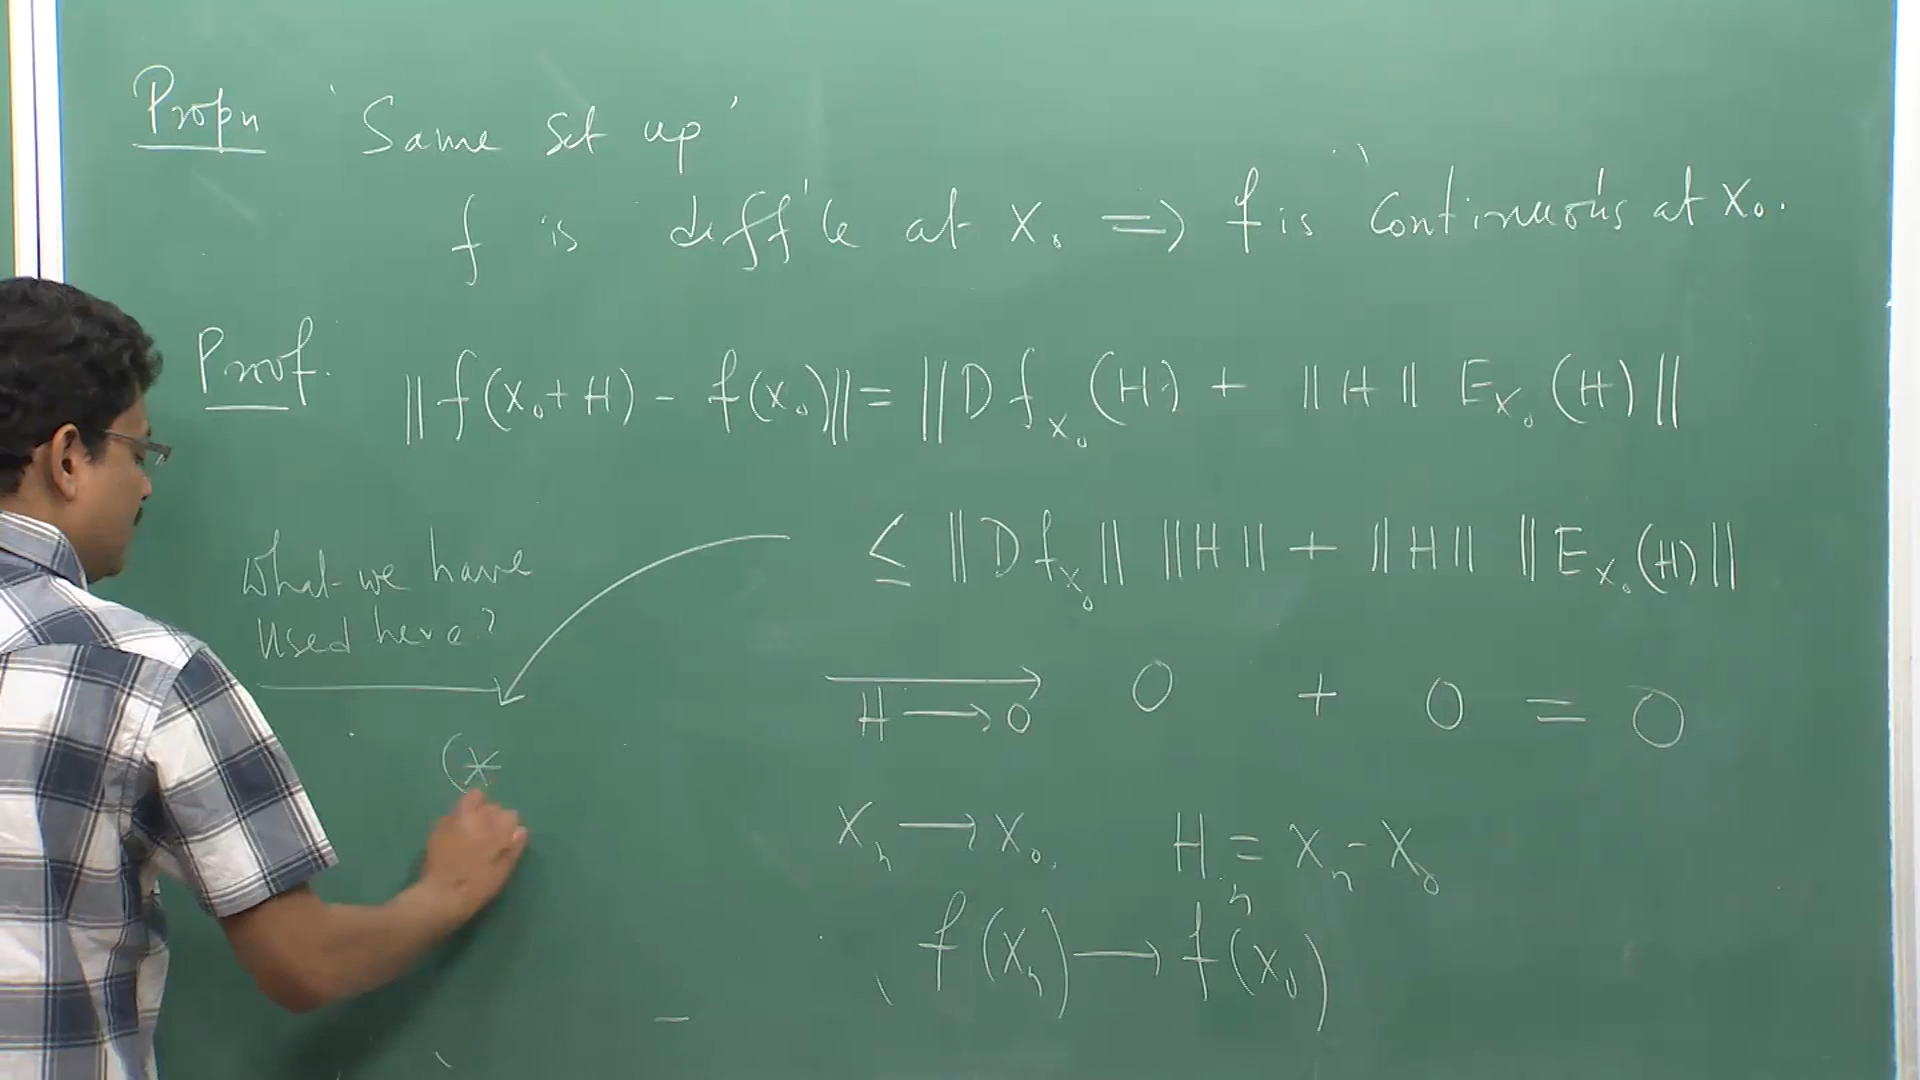 Propn 'Same Set up'
f is diff'le at X₀ ⟹ f is Continuous at X₀.
Proof. ‖f(X₀+H) - f(X₀)‖ = ‖Df_{X₀}(H) + ‖H‖ E_{X₀}(H)‖
≤ ‖Df_{X₀}‖ ‖H‖ + ‖H‖ ‖E_{X₀}(H)‖
What we have
Used here?
⟶ 0 + 0 = 0
H ⟶ 0
(*
Xₙ ⟶ X₀. Hₙ = Xₙ - X₀
f(Xₙ) ⟶ f(X₀)